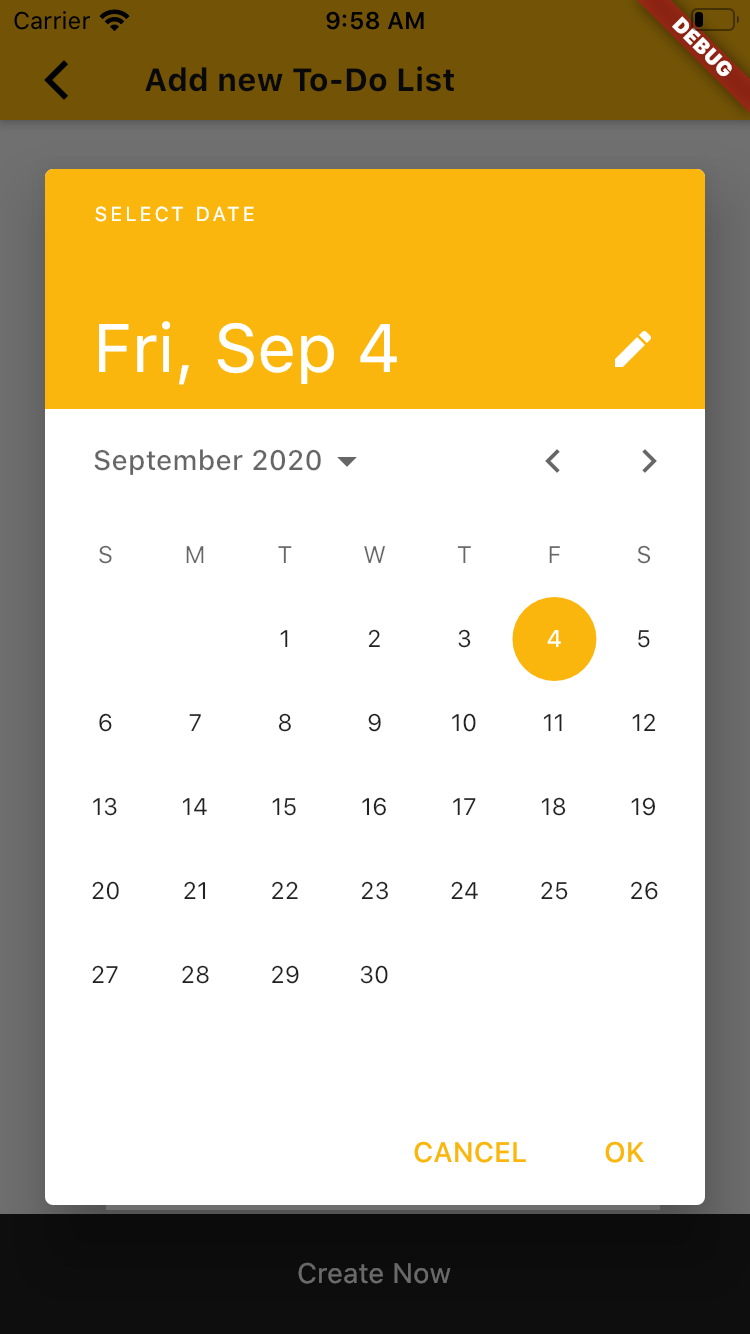 Carrier 9:58 AM
DEBUG
Add new To-Do List
SELECT DATE
Fri, Sep 4
September 2020
S M T W T F S
1 2 3 4 5
6 7 8 9 10 11 12
13 14 15 16 17 18 19
20 21 22 23 24 25 26
27 28 29 30
CANCEL OK
Create Now